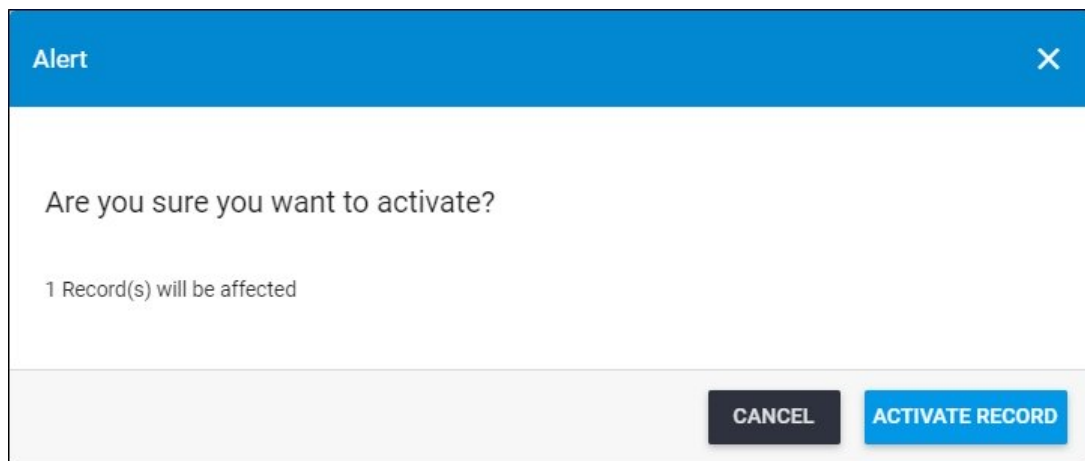 Alert
Are you sure you want to activate?
1 Record(s) will be affected
CANCEL ACTIVATE RECORD